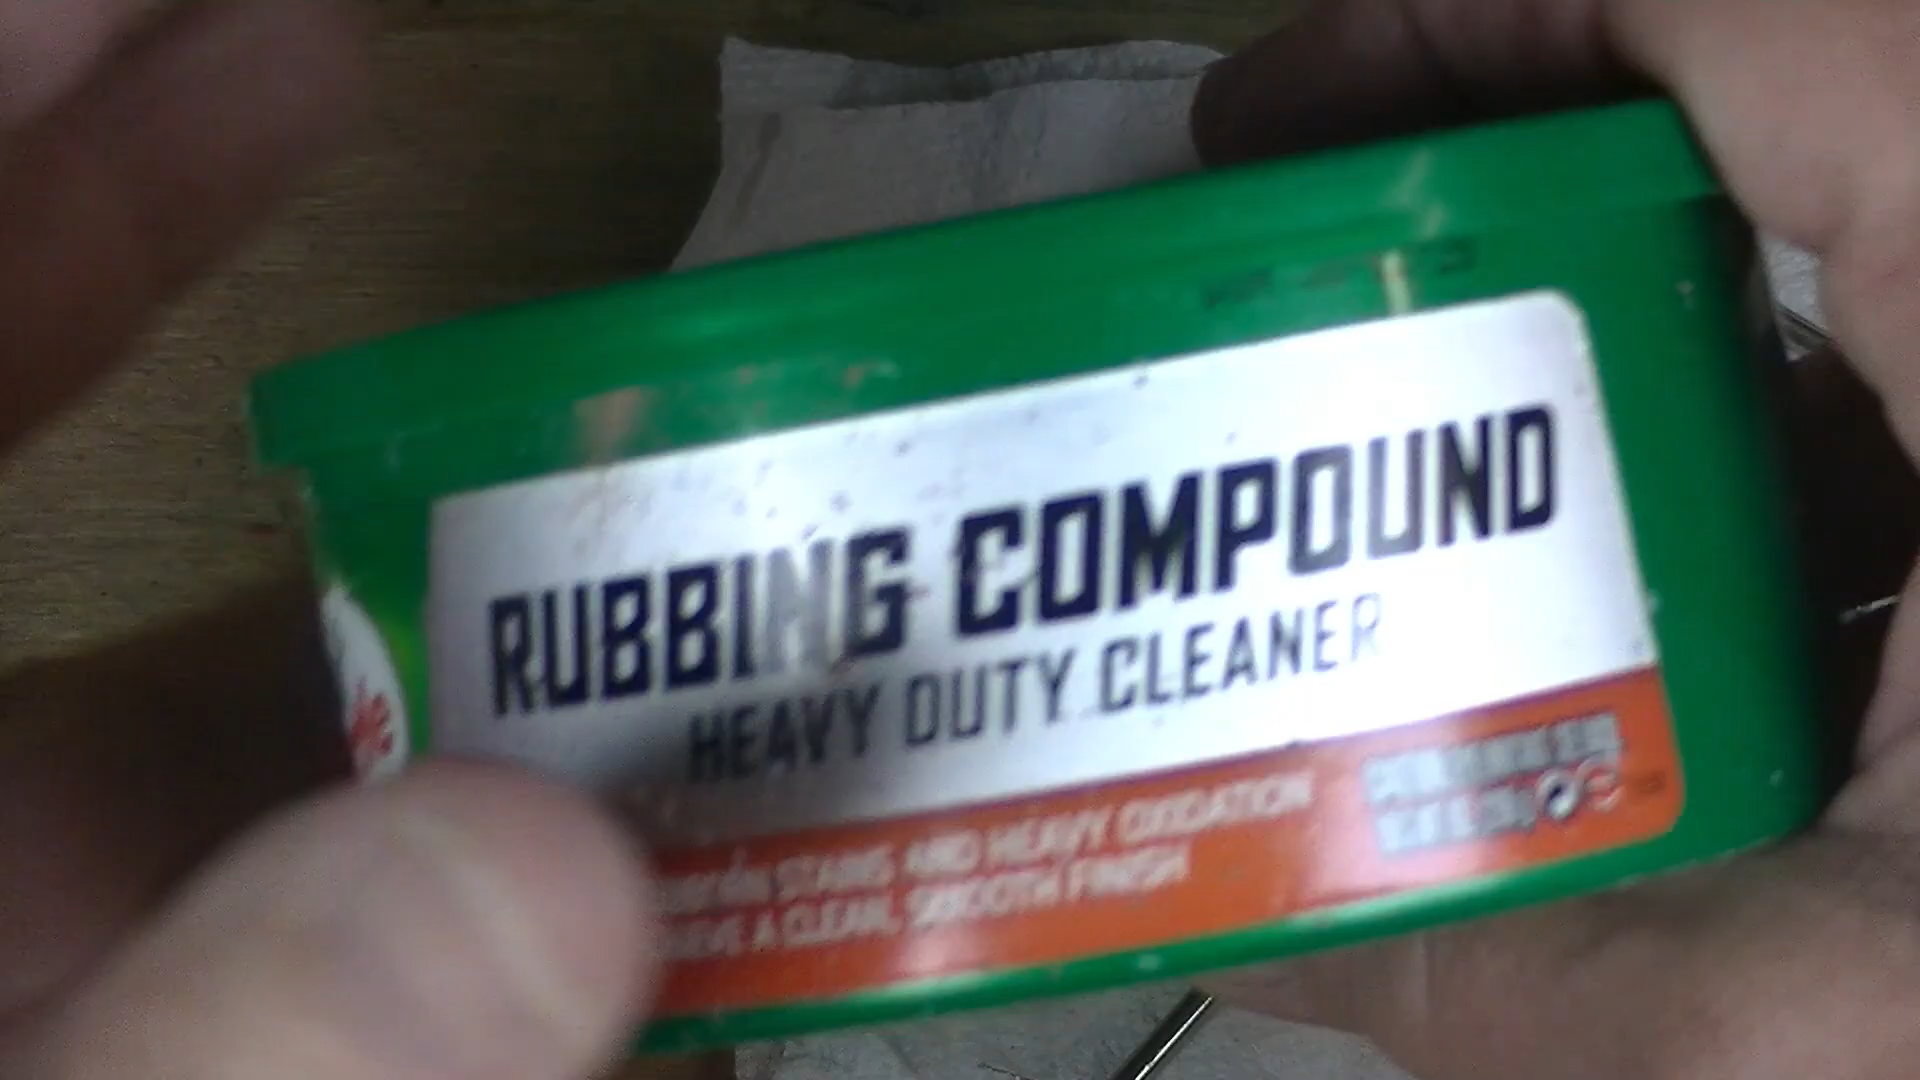 RUBBING COMPOUND
HEAVY DUTY CLEANER
STAINS AND HEAVY OXIDATION
A CLEAN, SMOOTH FINISH